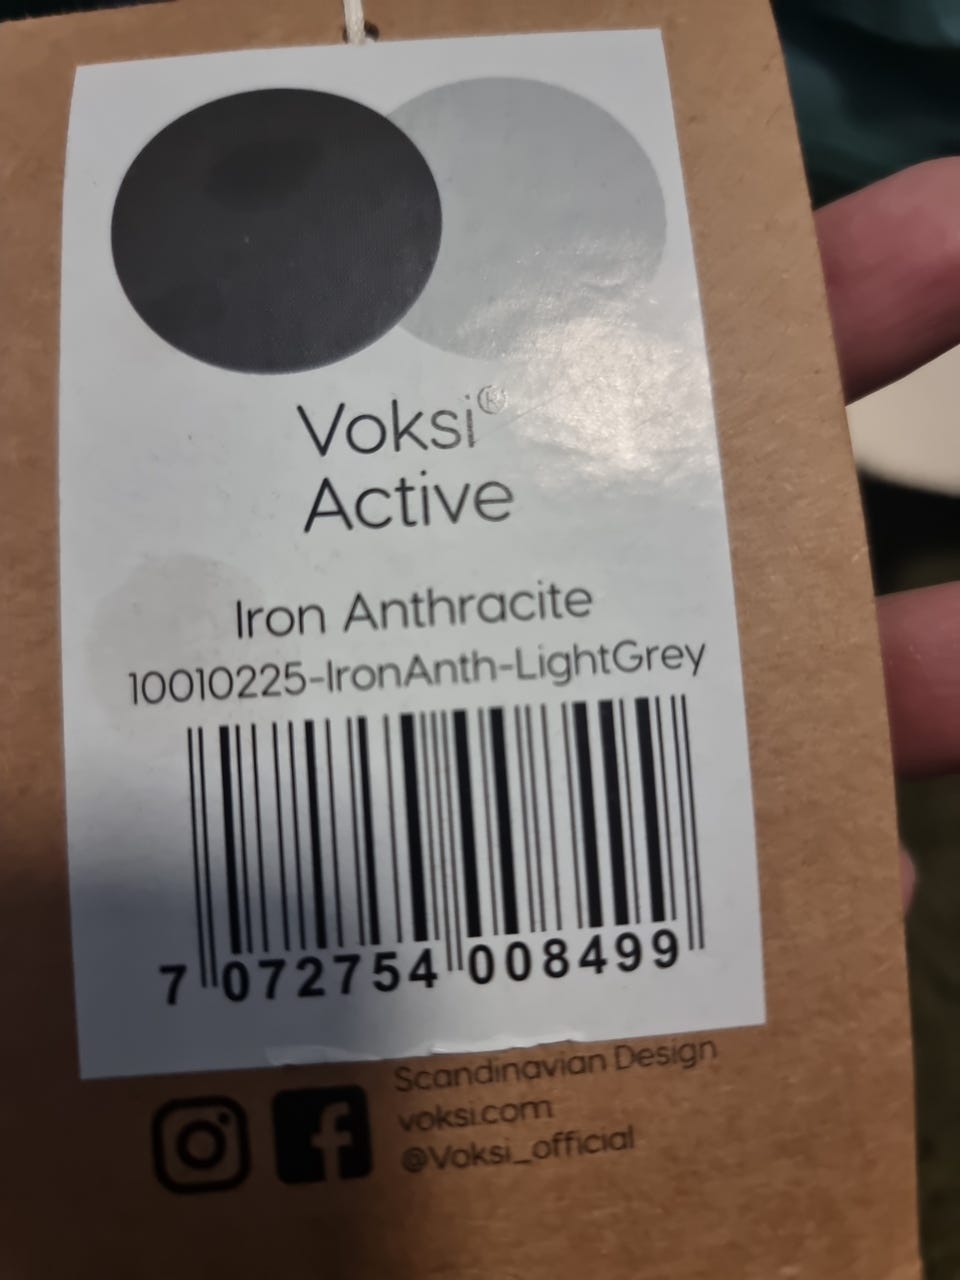 Voksi®
Active
Iron Anthracite
10010225-IronAnth-LightGrey
7 072754 008499
Scandinavian Design
voksi.com
@Voksi_official